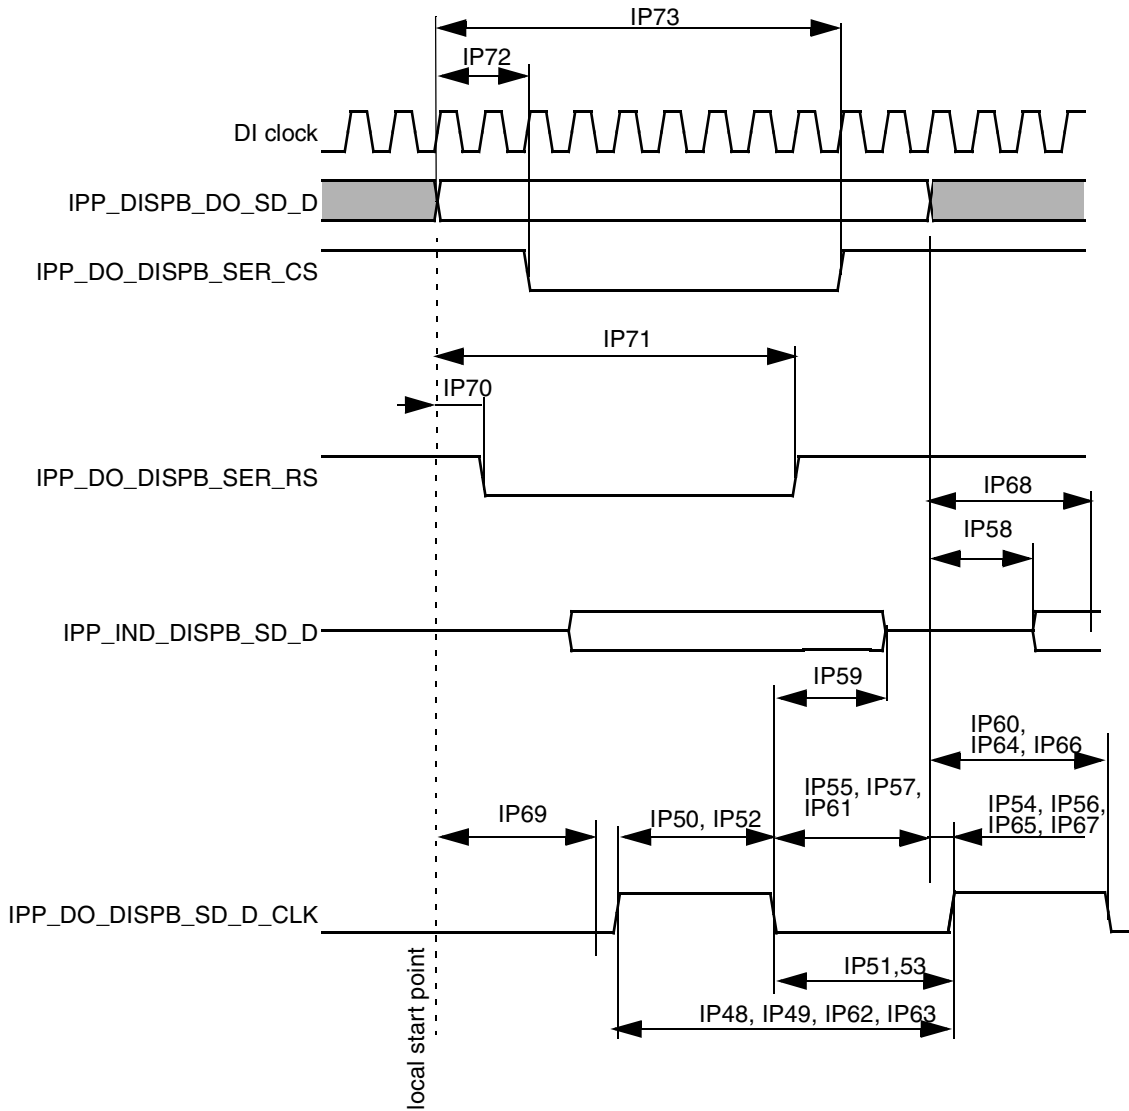 IP73
IP72
DI clock
IPP_DISPB_DO_SD_D
IPP_DO_DISPB_SER_CS
IP71
IP70
IPP_DO_DISPB_SER_RS
IP68
IP58
IPP_IND_DISPB_SD_D
IP59
IP60,
IP64, IP66
IP55, IP57,
IP61
IP54, IP56,
IP65, IP67
IP69
IP50, IP52
IPP_DO_DISPB_SD_D_CLK
IP51,53
IP48, IP49, IP62, IP63
local start point